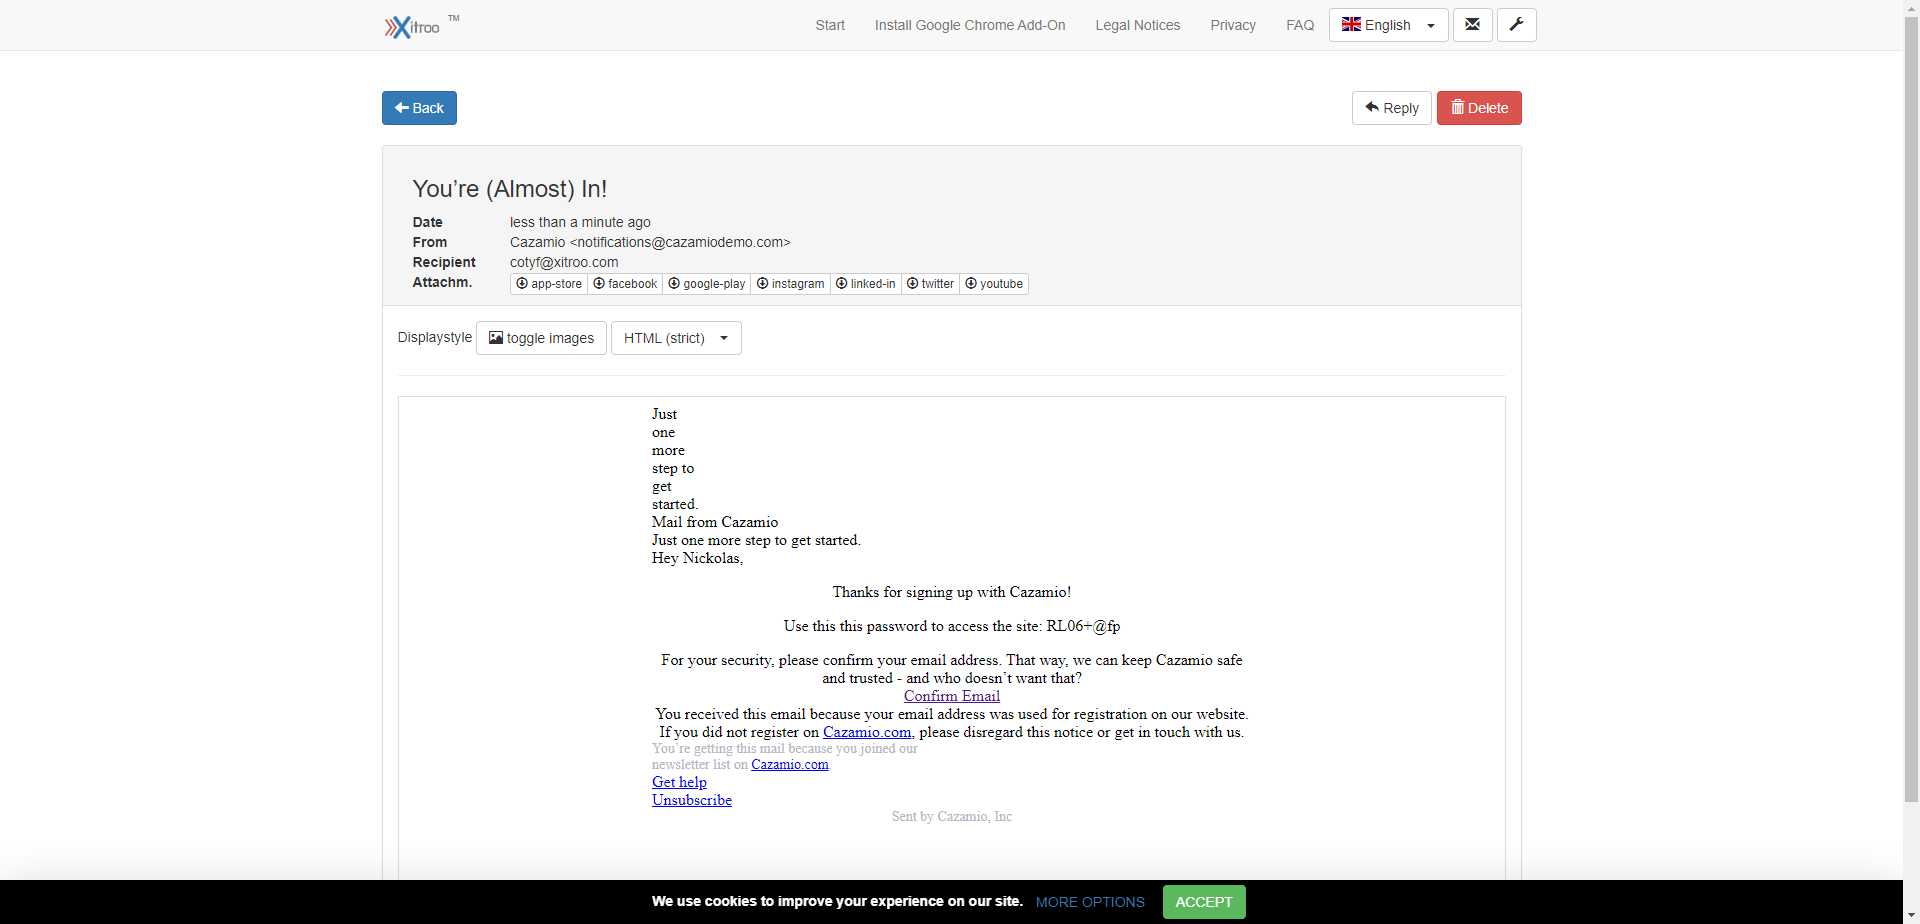 Xitroo TM
Start Install Google Chrome Add-On Legal Notices Privacy FAQ English
Back
Reply Delete
You’re (Almost) In!
Date less than a minute ago
From Cazamio <notifications@cazamiodemo.com>
Recipient cotyf@xitroo.com
Attachm. app-store facebook google-play instagram linked-in twitter youtube
Displaystyle toggle images HTML (strict)
Just
one
more
step to
get
started.
Mail from Cazamio
Just one more step to get started.
Hey Nickolas,
Thanks for signing up with Cazamio!
Use this this password to access the site: RL06+@fp
For your security, please confirm your email address. That way, we can keep Cazamio safe
and trusted - and who doesn’t want that?
Confirm Email
You received this email because your email address was used for registration on our website.
If you did not register on Cazamio.com, please disregard this notice or get in touch with us.
You’re getting this mail because you joined our
newsletter list on Cazamio.com.
Get help
Unsubscribe
Sent by Cazamio, Inc
We use cookies to improve your experience on our site. MORE OPTIONS ACCEPT